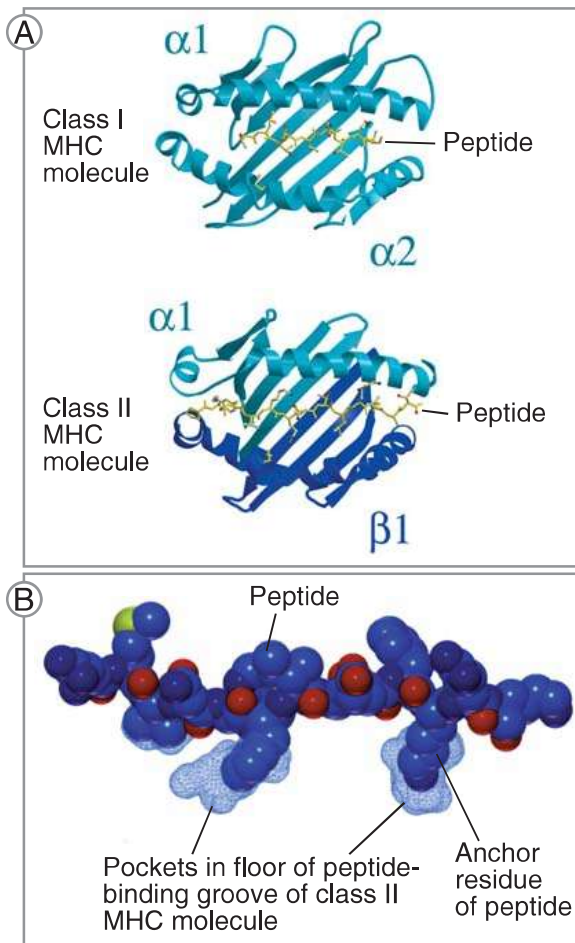 A
α1
Class I
MHC
molecule
Peptide
α2
α1
Class II
MHC
molecule
Peptide
β1
B
Peptide
Pockets in floor of peptide-
binding groove of class II
MHC molecule
Anchor
residue
of peptide